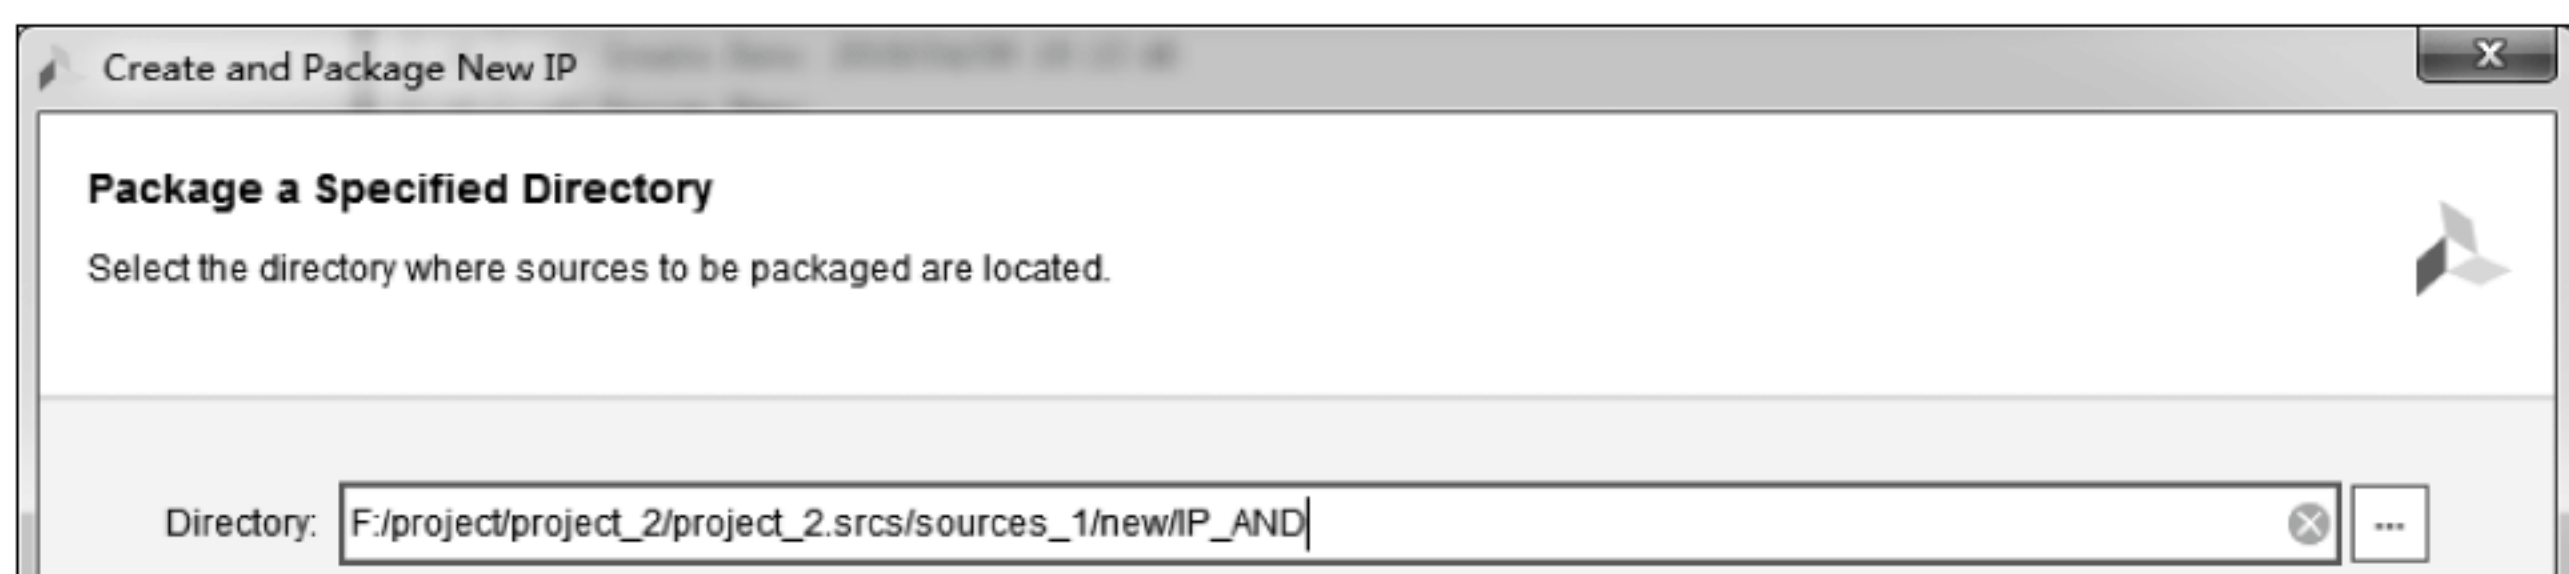 Create and Package New IP
Package a Specified Directory
Select the directory where sources to be packaged are located.
Directory: F:/project/project_2/project_2.srcs/sources_1/new/IP_AND ...